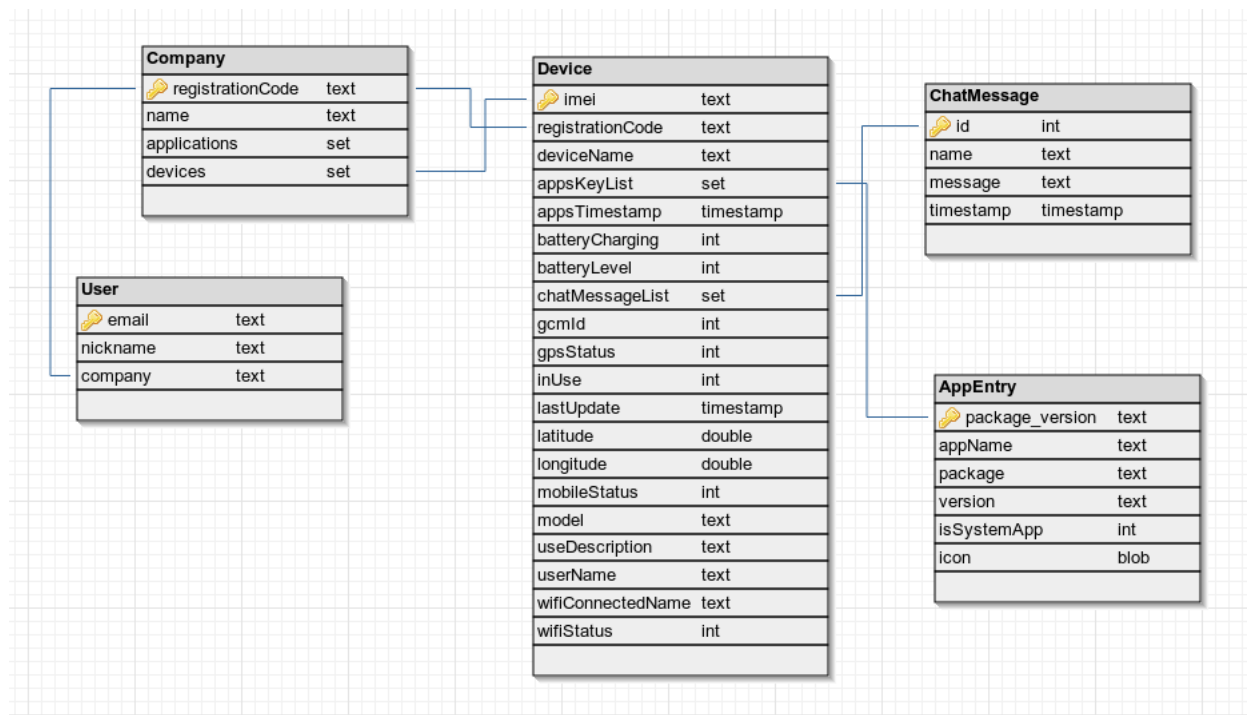 Company
registrationCode text
name text
applications set
devices set
User
email text
nickname text
company text
Device
imei text
registrationCode text
deviceName text
appsKeyList set
appsTimestamp timestamp
batteryCharging int
batteryLevel int
chatMessageList set
gcmId int
gpsStatus int
inUse int
lastUpdate timestamp
latitude double
longitude double
mobileStatus int
model text
useDescription text
userName text
wifiConnectedName text
wifiStatus int
ChatMessage
id int
name text
message text
timestamp timestamp
AppEntry
package_version text
appName text
package text
version text
isSystemApp int
icon blob